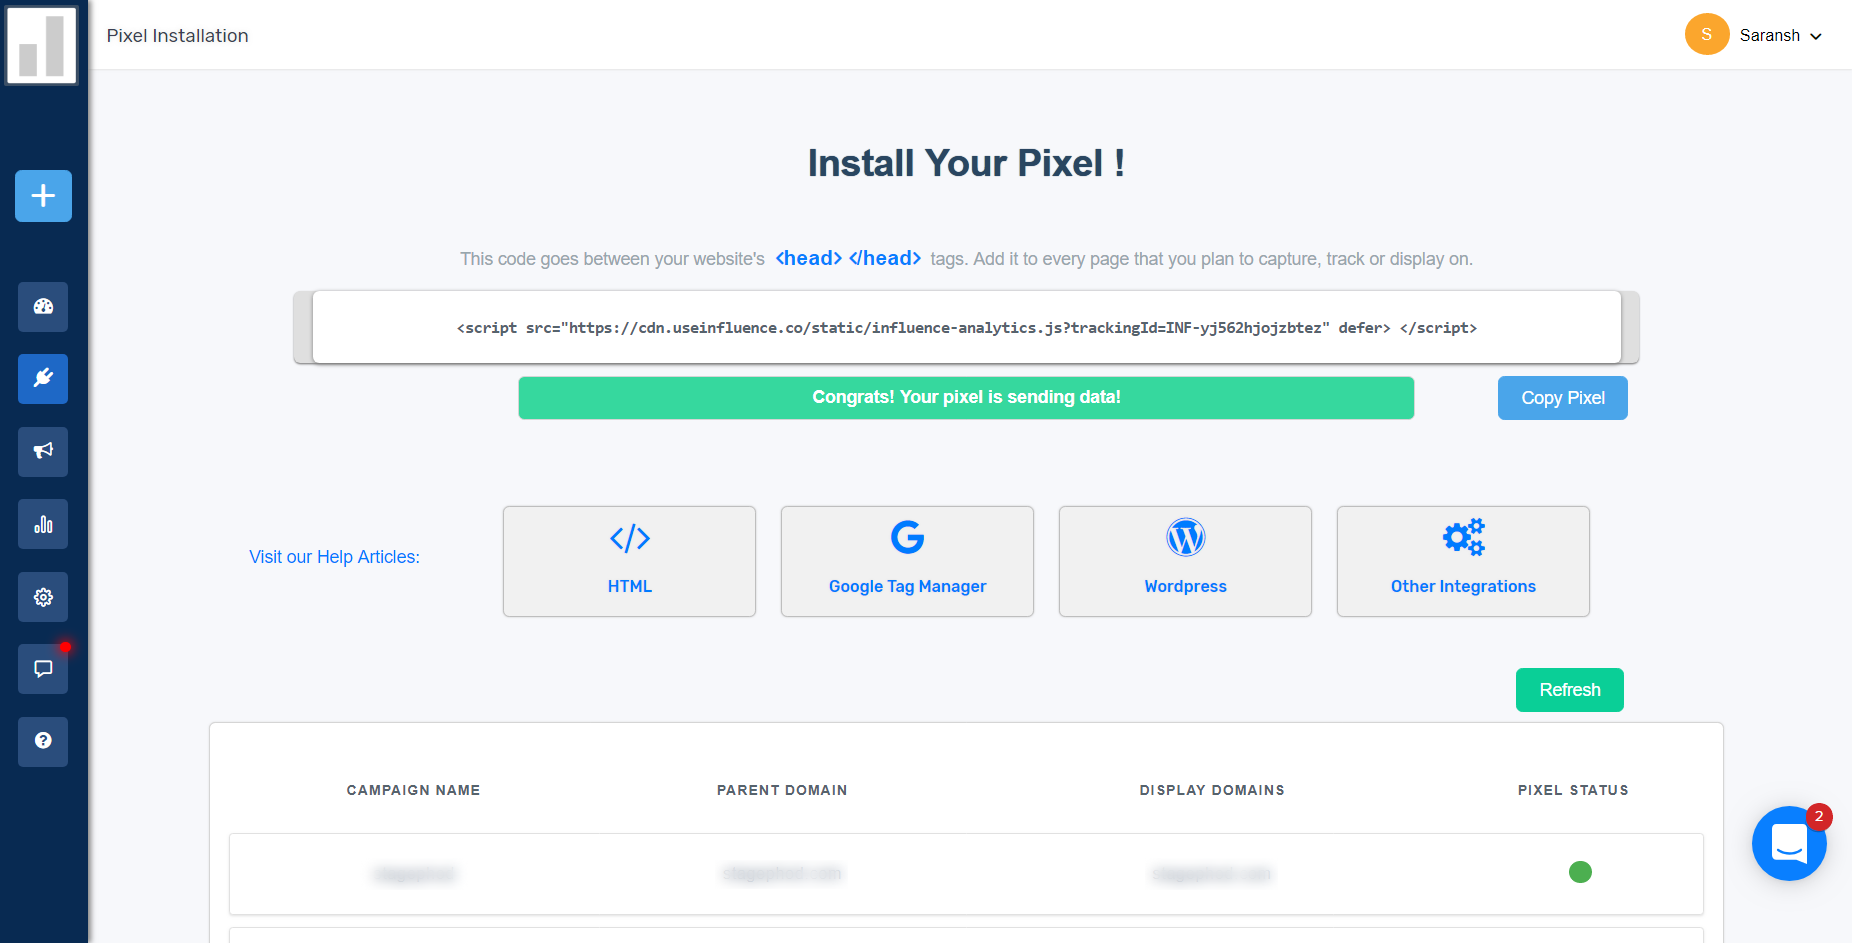 Pixel Installation
S Saransh
Install Your Pixel !
This code goes between your website's <head> </head> tags. Add it to every page that you plan to capture, track or display on.
<script src="https://cdn.useinfluence.co/static/influence-analytics.js?trackingId=INF-yj562hjojzbtez" defer> </script>
Congrats! Your pixel is sending data!
Copy Pixel
Visit our Help Articles:
HTML
Google Tag Manager
Wordpress
Other Integrations
Refresh
CAMPAIGN NAME PARENT DOMAIN DISPLAY DOMAINS PIXEL STATUS
2